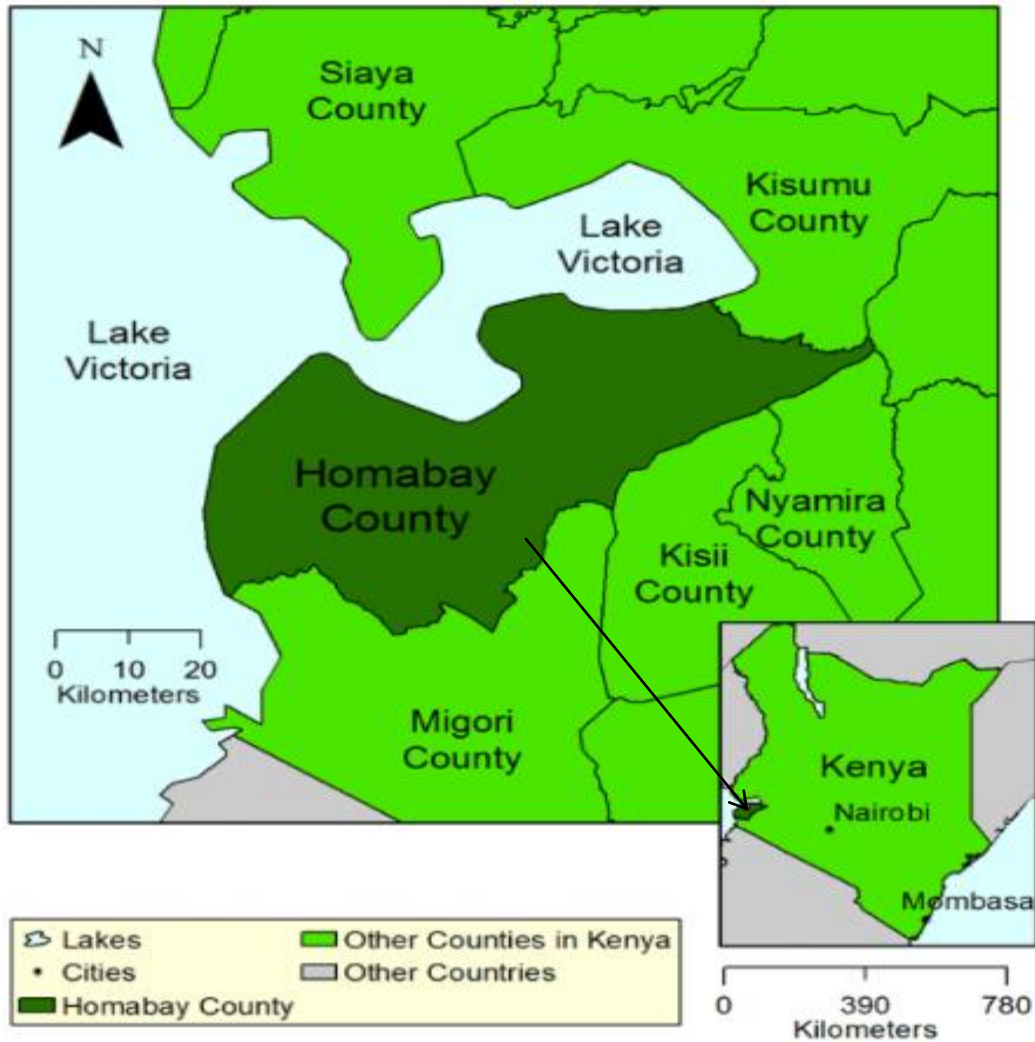 N
Siaya
County
Kisumu
County
Lake
Victoria
Lake
Victoria
Homabay
County
Nyamira
County
Kisii
County
0 10 20
Kilometers
Migori
County
Kenya
Nairobi
Mombasa
Lakes
Other Counties in Kenya
Cities
Other Countries
Homabay County
0 390 780
Kilometers